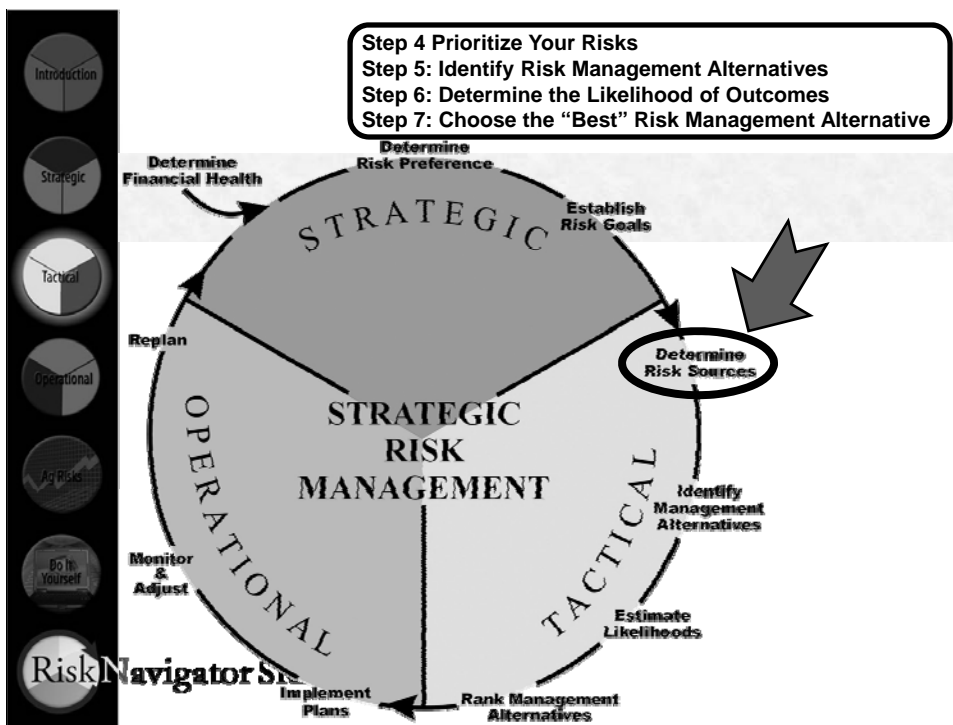 Step 4 Prioritize Your Risks
Step 5: Identify Risk Management Alternatives
Step 6: Determine the Likelihood of Outcomes
Step 7: Choose the “Best” Risk Management Alternative
Introduction
Strategic
Tactical
Operational
Ag Risks
Do It
Yourself
Determine
Financial Health
Determine
Risk Preference
Establish
Risk Goals
Determine
Risk Sources
Identify
Management
Alternatives
Estimate
Likelihoods
Rank Management
Alternatives
Implement
Plans
Monitor
&
Adjust
Replan
STRATEGIC
TACTICAL
OPERATIONAL
STRATEGIC
RISK
MANAGEMENT
Risk Navigator